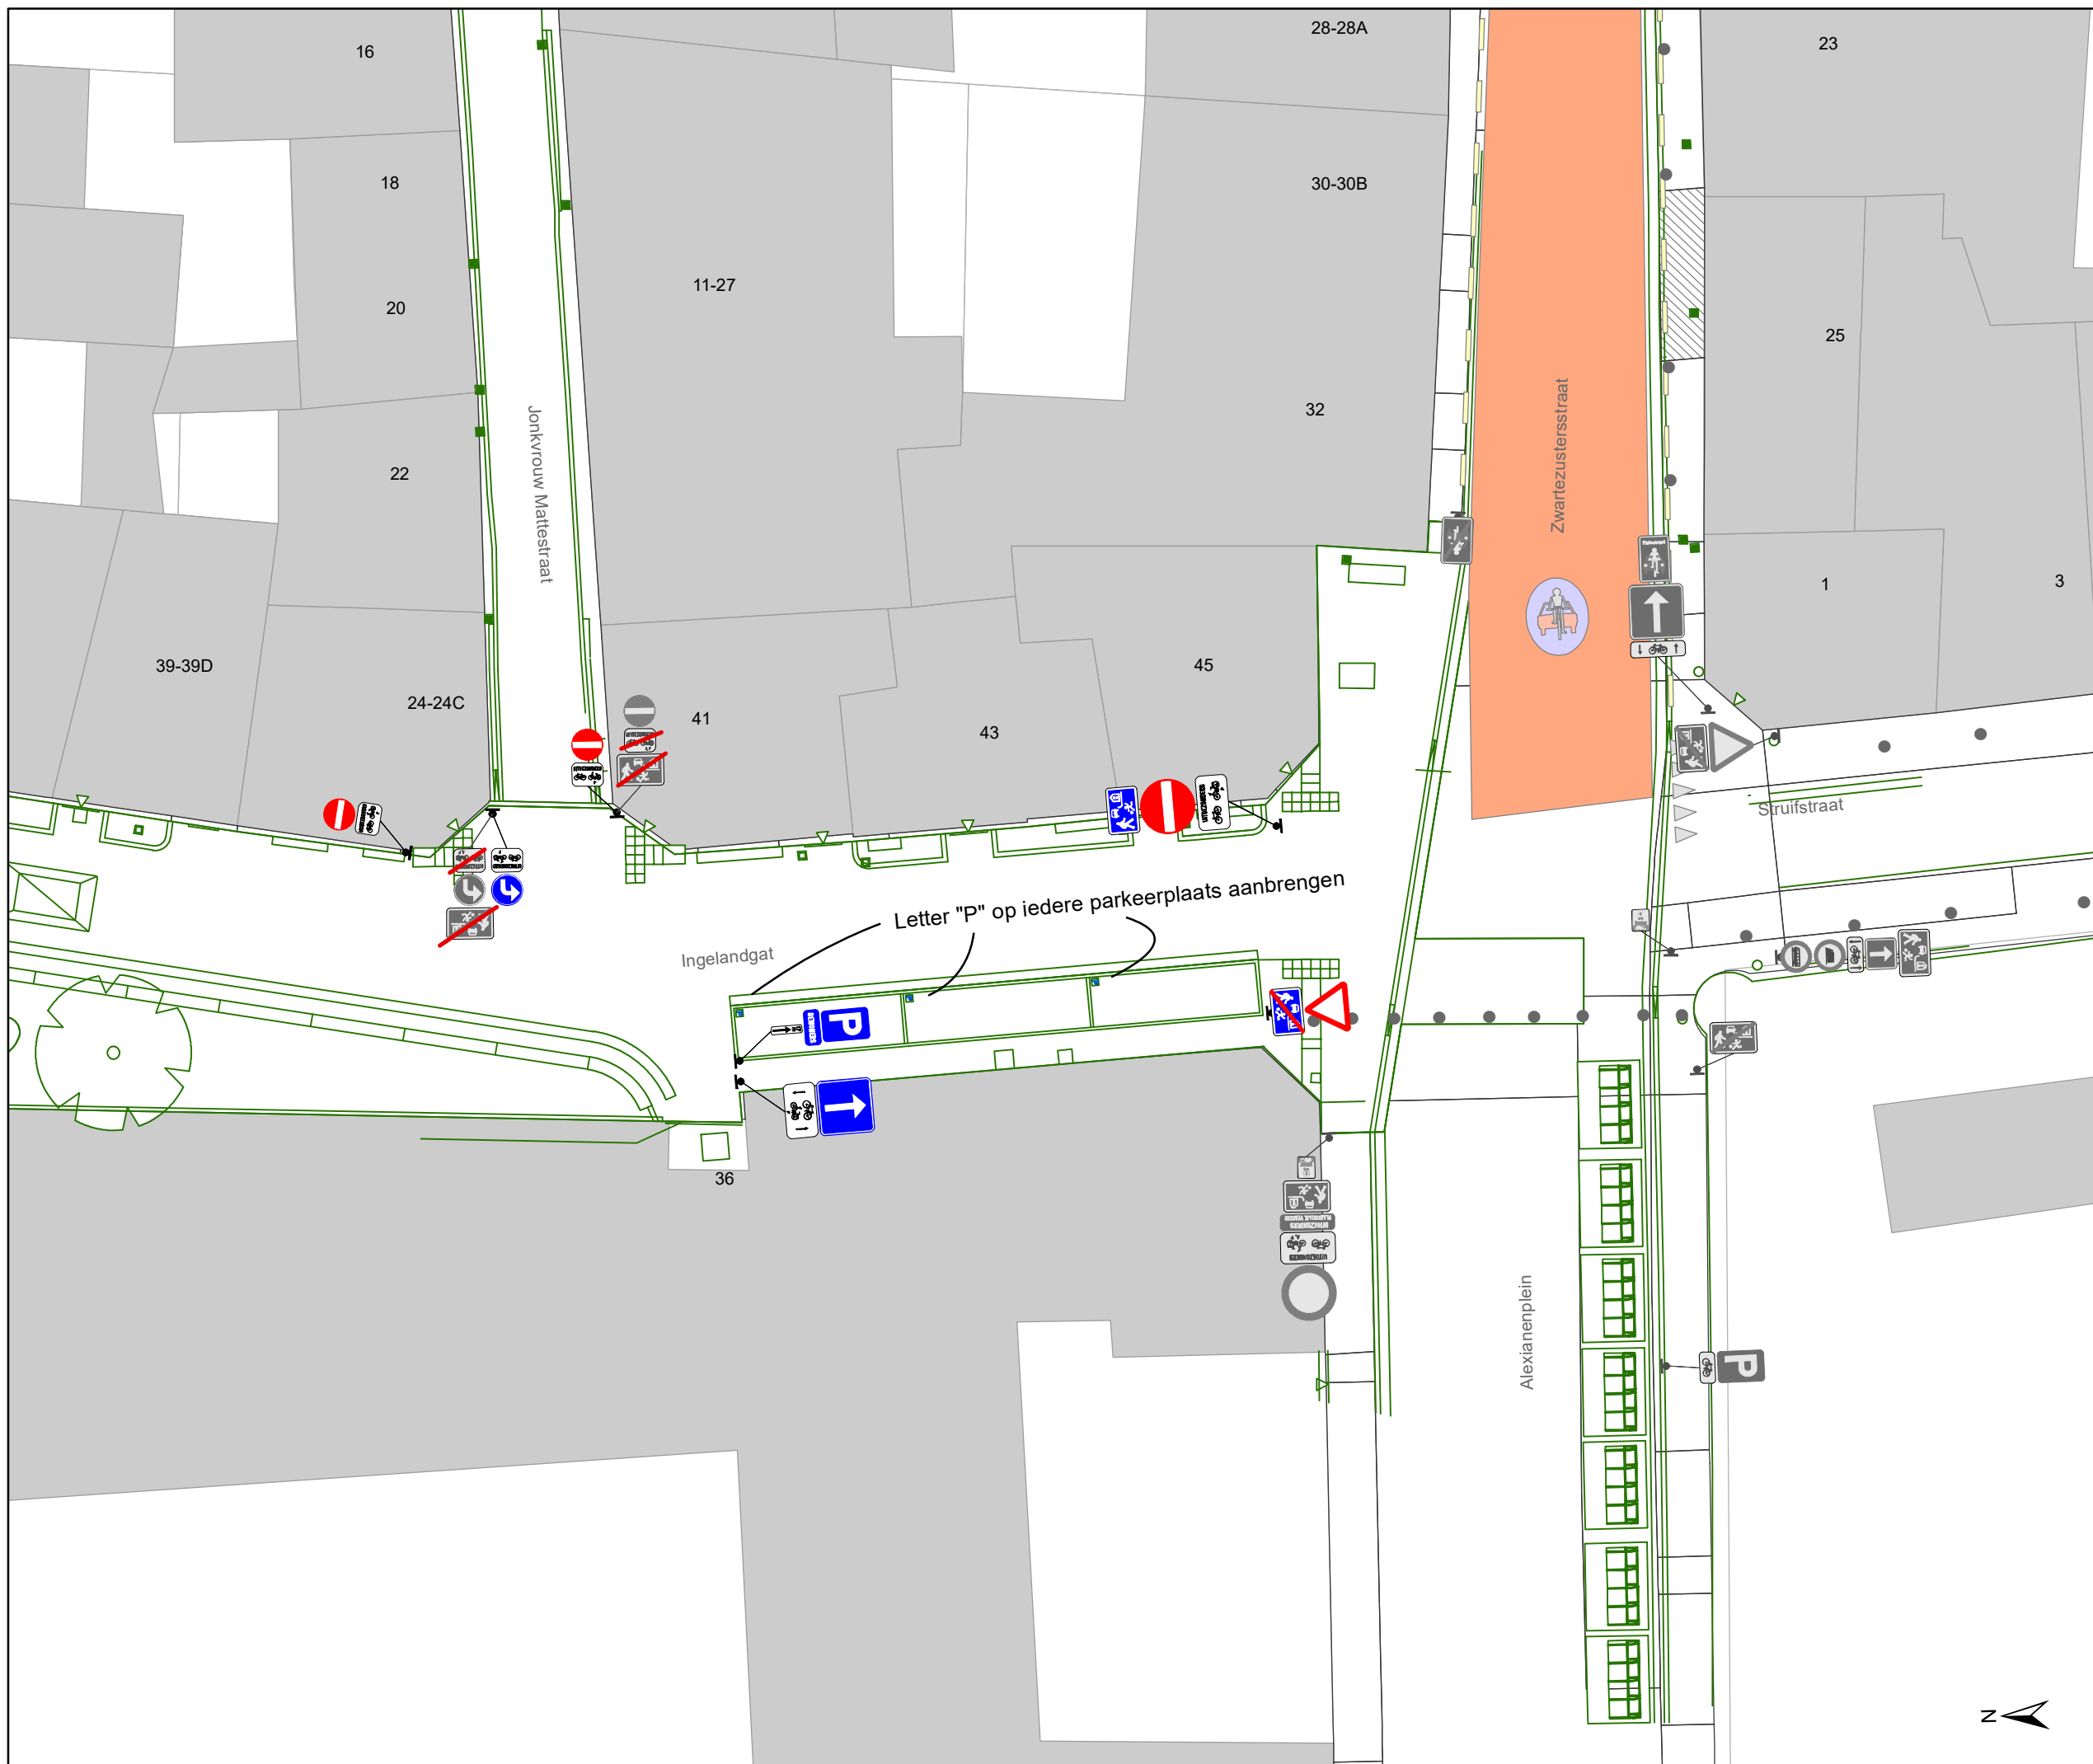 28-28A
16
23
18
30-30B
11-27
20
25
32
Jonkvrouw Mattestraat
Zwartezustersstraat
22
1
3
39-39D
45
24-24C
41
43
Struifstraat
Letter "P" op iedere parkeerplaats aanbrengen
Ingelandgat
P
36
UITGEZONDERD
Alexianenplein
P
N